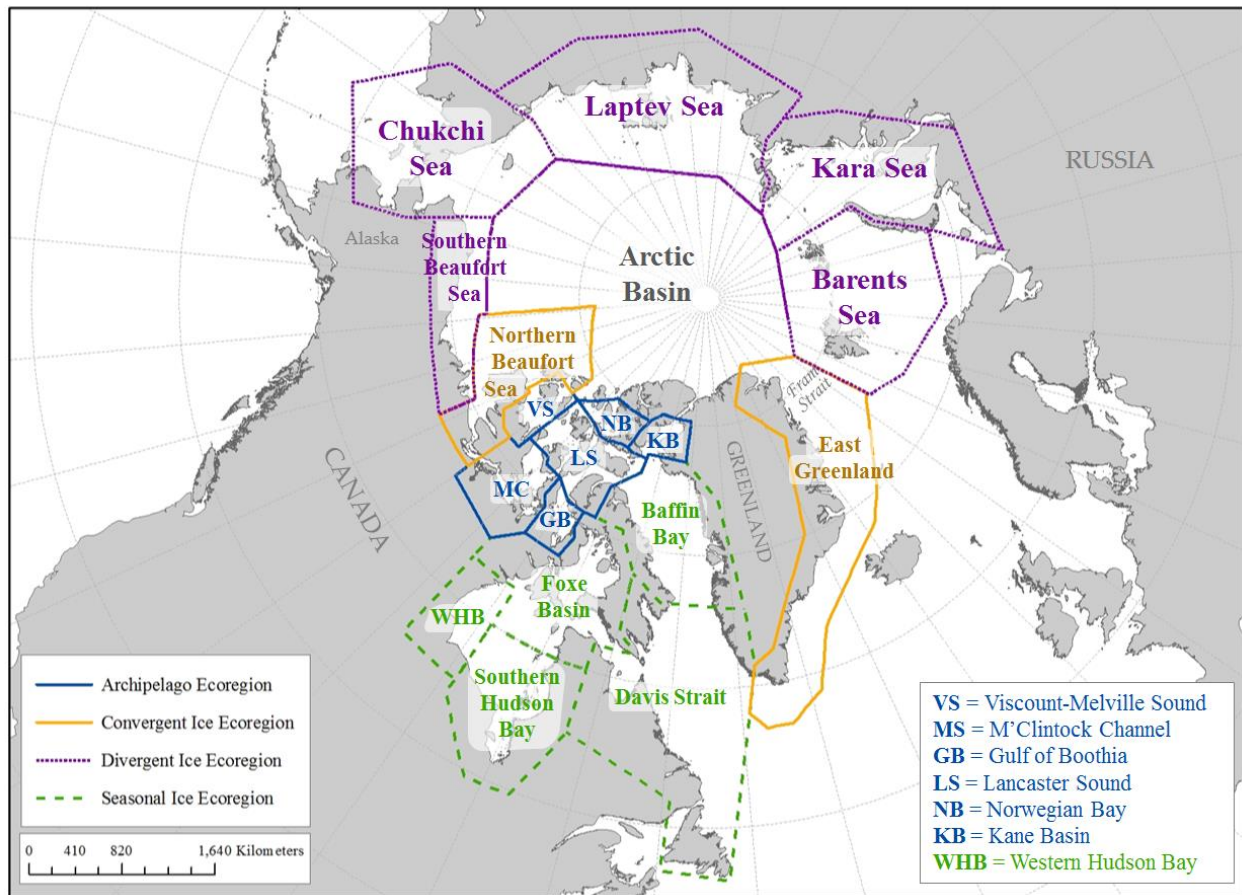 Laptev Sea
Chukchi
Sea
Kara Sea
RUSSIA
Alaska
Southern
Beaufort
Sea
Arctic
Basin
Barents
Sea
Northern
Beaufort
Sea
Fram
Strait
VS
NB
KB
LS
East
Greenland
GREENLAND
CANADA
MC
GB
Baffin
Bay
Foxe
Basin
WHB
Southern
Hudson
Bay
Davis Strait
Archipelago Ecoregion
Convergent Ice Ecoregion
Divergent Ice Ecoregion
Seasonal Ice Ecoregion
0 410 820 1,640 Kilometers
VS = Viscount-Melville Sound
MS = M’Clintock Channel
GB = Gulf of Boothia
LS = Lancaster Sound
NB = Norwegian Bay
KB = Kane Basin
WHB = Western Hudson Bay